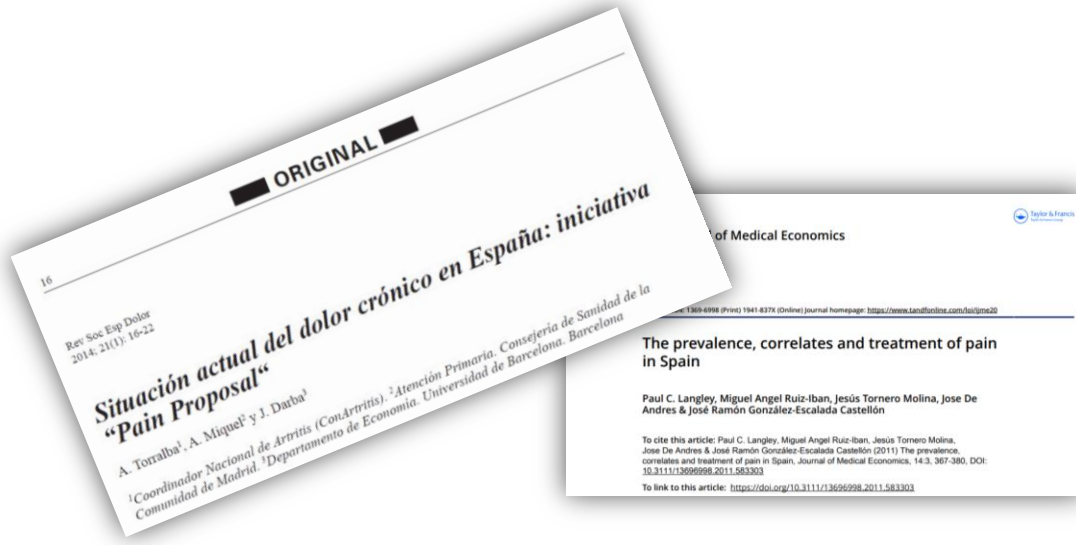 ORIGINAL
16
Rev Soc Esp Dolor
2014; 21(1): 16-22
Situación actual del dolor crónico en España: iniciativa
“Pain Proposal“
A. Torralba¹, A. Miquel² y J. Darba³
¹Coordinador Nacional de Artritis (ConArtritis). ²Atención Primaria. Consejería de Sanidad de la
Comunidad de Madrid. ³Departamento de Economía. Universidad de Barcelona. Barcelona
Taylor & Francis
of Medical Economics
1369-6998 (Print) 1941-837X (Online) Journal homepage: https://www.tandfonline.com/loi/ijme20
The prevalence, correlates and treatment of pain
in Spain
Paul C. Langley, Miguel Angel Ruiz-Iban, Jesús Tornero Molina, Jose De
Andres & José Ramón González-Escalada Castellón
To cite this article: Paul C. Langley, Miguel Angel Ruiz-Iban, Jesús Tornero Molina,
Jose De Andres & José Ramón González-Escalada Castellón (2011) The prevalence,
correlates and treatment of pain in Spain, Journal of Medical Economics, 14:3, 367-380, DOI:
10.3111/13696998.2011.583303
To link to this article: https://doi.org/10.3111/13696998.2011.583303